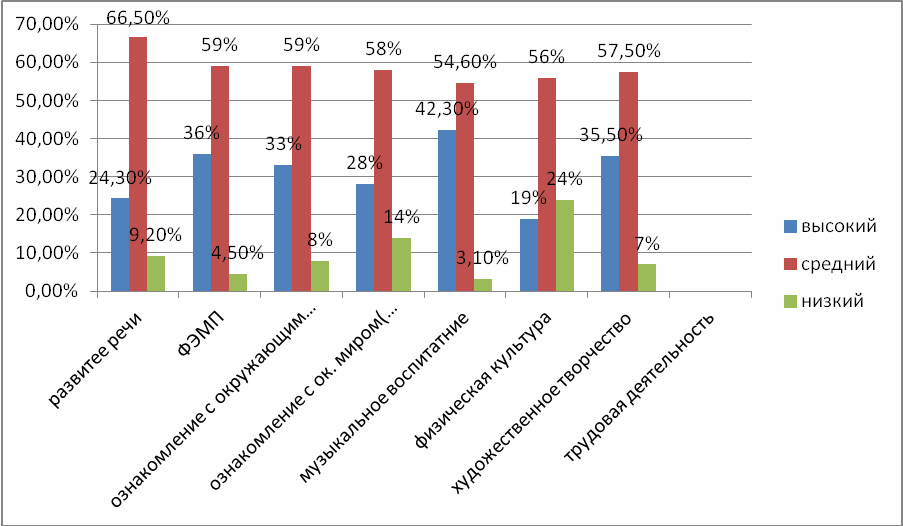 70,00%
60,00%
50,00%
40,00%
30,00%
20,00%
10,00%
0,00%
66,50%
59%
59%
58%
54,60%
56%
57,50%
24,30%
36%
33%
28%
42,30%
19%
35,50%
9,20%
4,50%
8%
14%
3,10%
24%
7%
развитее речи
ФЭМП
ознакомление с окружающим...
ознакомление с ок. миром(...
музыкальное воспитатние
физическая культура
художественное творчество
трудовая деятельность
высокий
средний
низкий